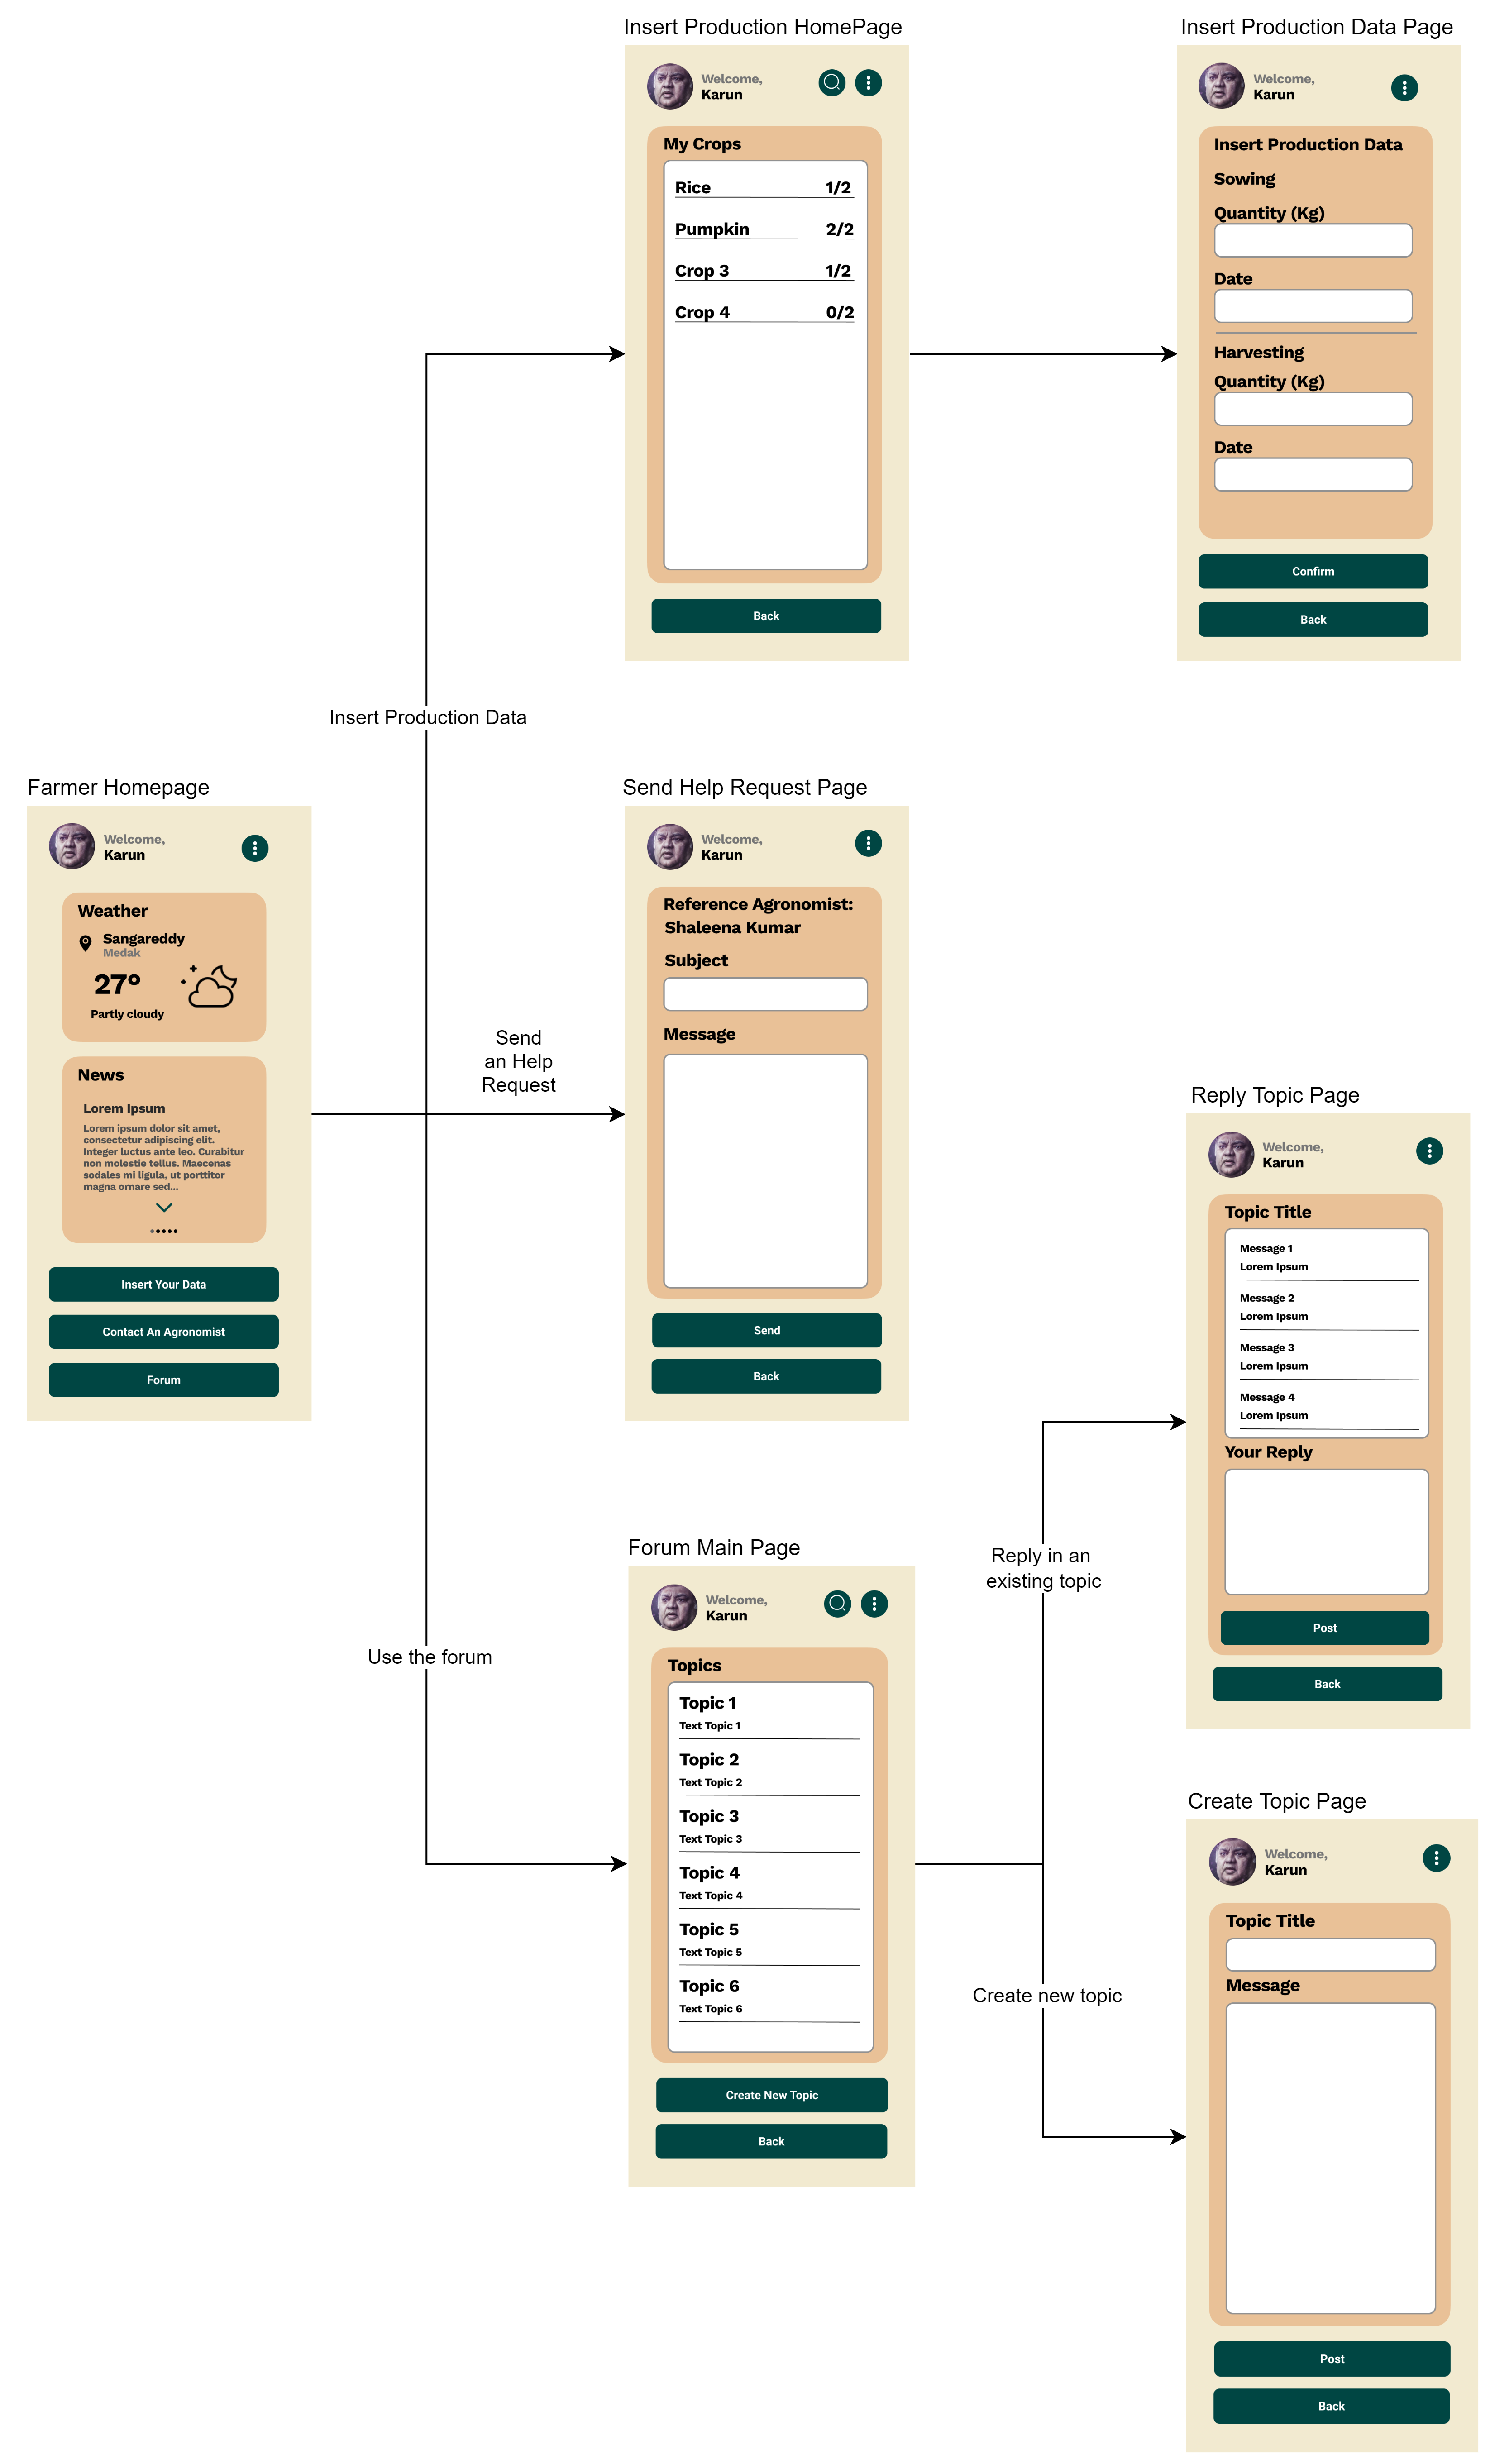 Insert Production HomePage
Welcome,
Karun
My Crops
Rice 1/2
Pumpkin 2/2
Crop 3 1/2
Crop 4 0/2
Back
Insert Production Data Page
Welcome,
Karun
Insert Production Data
Sowing
Quantity (Kg)
Date
Harvesting
Quantity (Kg)
Date
Confirm
Back
Insert Production Data
Farmer Homepage
Welcome,
Karun
Weather
Sangareddy
Medak
27°
Partly cloudy
News
Lorem Ipsum
Lorem ipsum dolor sit amet,
consectetur adipiscing elit.
Integer luctus ante leo. Curabitur
non molestie tellus. Maecenas
sodales mi ligula, ut porttitor
magna ornare sed...
Insert Your Data
Contact An Agronomist
Forum
Send
an Help
Request
Send Help Request Page
Welcome,
Karun
Reference Agronomist:
Shaleena Kumar
Subject
Message
Send
Back
Use the forum
Forum Main Page
Welcome,
Karun
Topics
Topic 1
Text Topic 1
Topic 2
Text Topic 2
Topic 3
Text Topic 3
Topic 4
Text Topic 4
Topic 5
Text Topic 5
Topic 6
Text Topic 6
Create New Topic
Back
Reply in an
existing topic
Reply Topic Page
Welcome,
Karun
Topic Title
Message 1
Lorem Ipsum
Message 2
Lorem Ipsum
Message 3
Lorem Ipsum
Message 4
Lorem Ipsum
Your Reply
Post
Back
Create new topic
Create Topic Page
Welcome,
Karun
Topic Title
Message
Post
Back